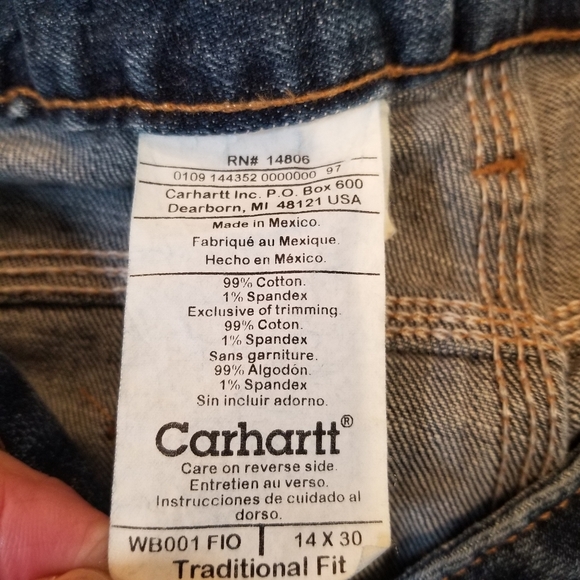 RN# 14806
0109 144352 0000000 97
Carhartt Inc. P.O. Box 600
Dearborn, MI 48121 USA
Made in Mexico.
Fabriqué au Mexique.
Hecho en México.
99% Cotton.
1% Spandex
Exclusive of trimming.
99% Coton.
1% Spandex
Sans garniture.
99% Algodón.
1% Spandex
Sin incluir adorno.
Carhartt®
Care on reverse side.
Entretien au verso.
Instrucciones de cuidado al
dorso.
WB001 FIO | 14 X 30
Traditional Fit